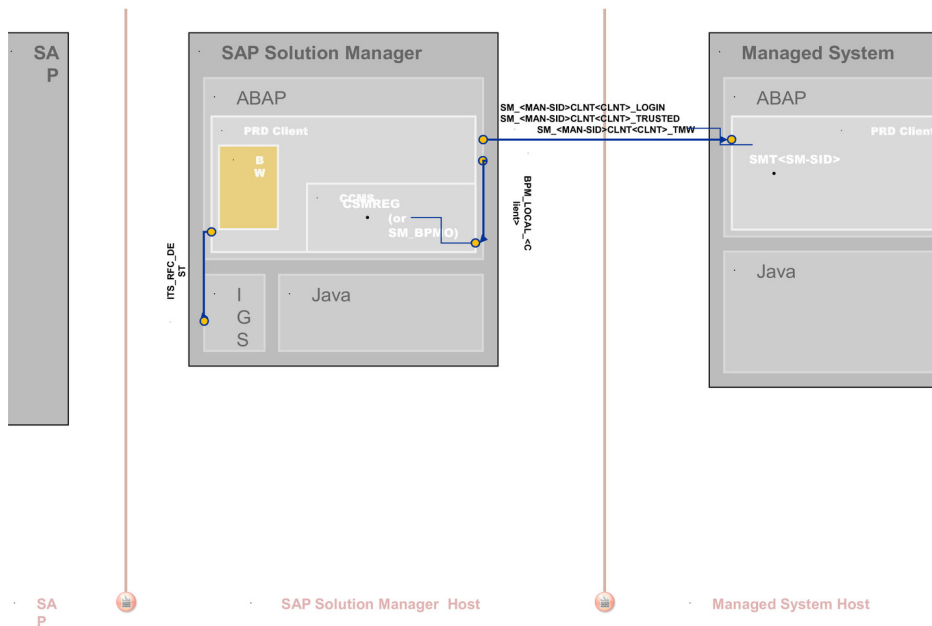 SA
P
SAP Solution Manager
Managed System
ABAP
ABAP
SM_<MAN-SID>CLNT<CLNT>_LOGIN
SM_<MAN-SID>CLNT<CLNT>_TRUSTED
SM_<MAN-SID>CLNT<CLNT>_TMW
PRD Client
PRD Client
B
W
SMT<SM-SID>
CCMS
CSMREG
(or
SM_BPMO)
BPM_LOCAL_<C
lient>
ITS_RFC_DE
ST
I
G
S
Java
Java
SA
P
SAP Solution Manager Host
Managed System Host